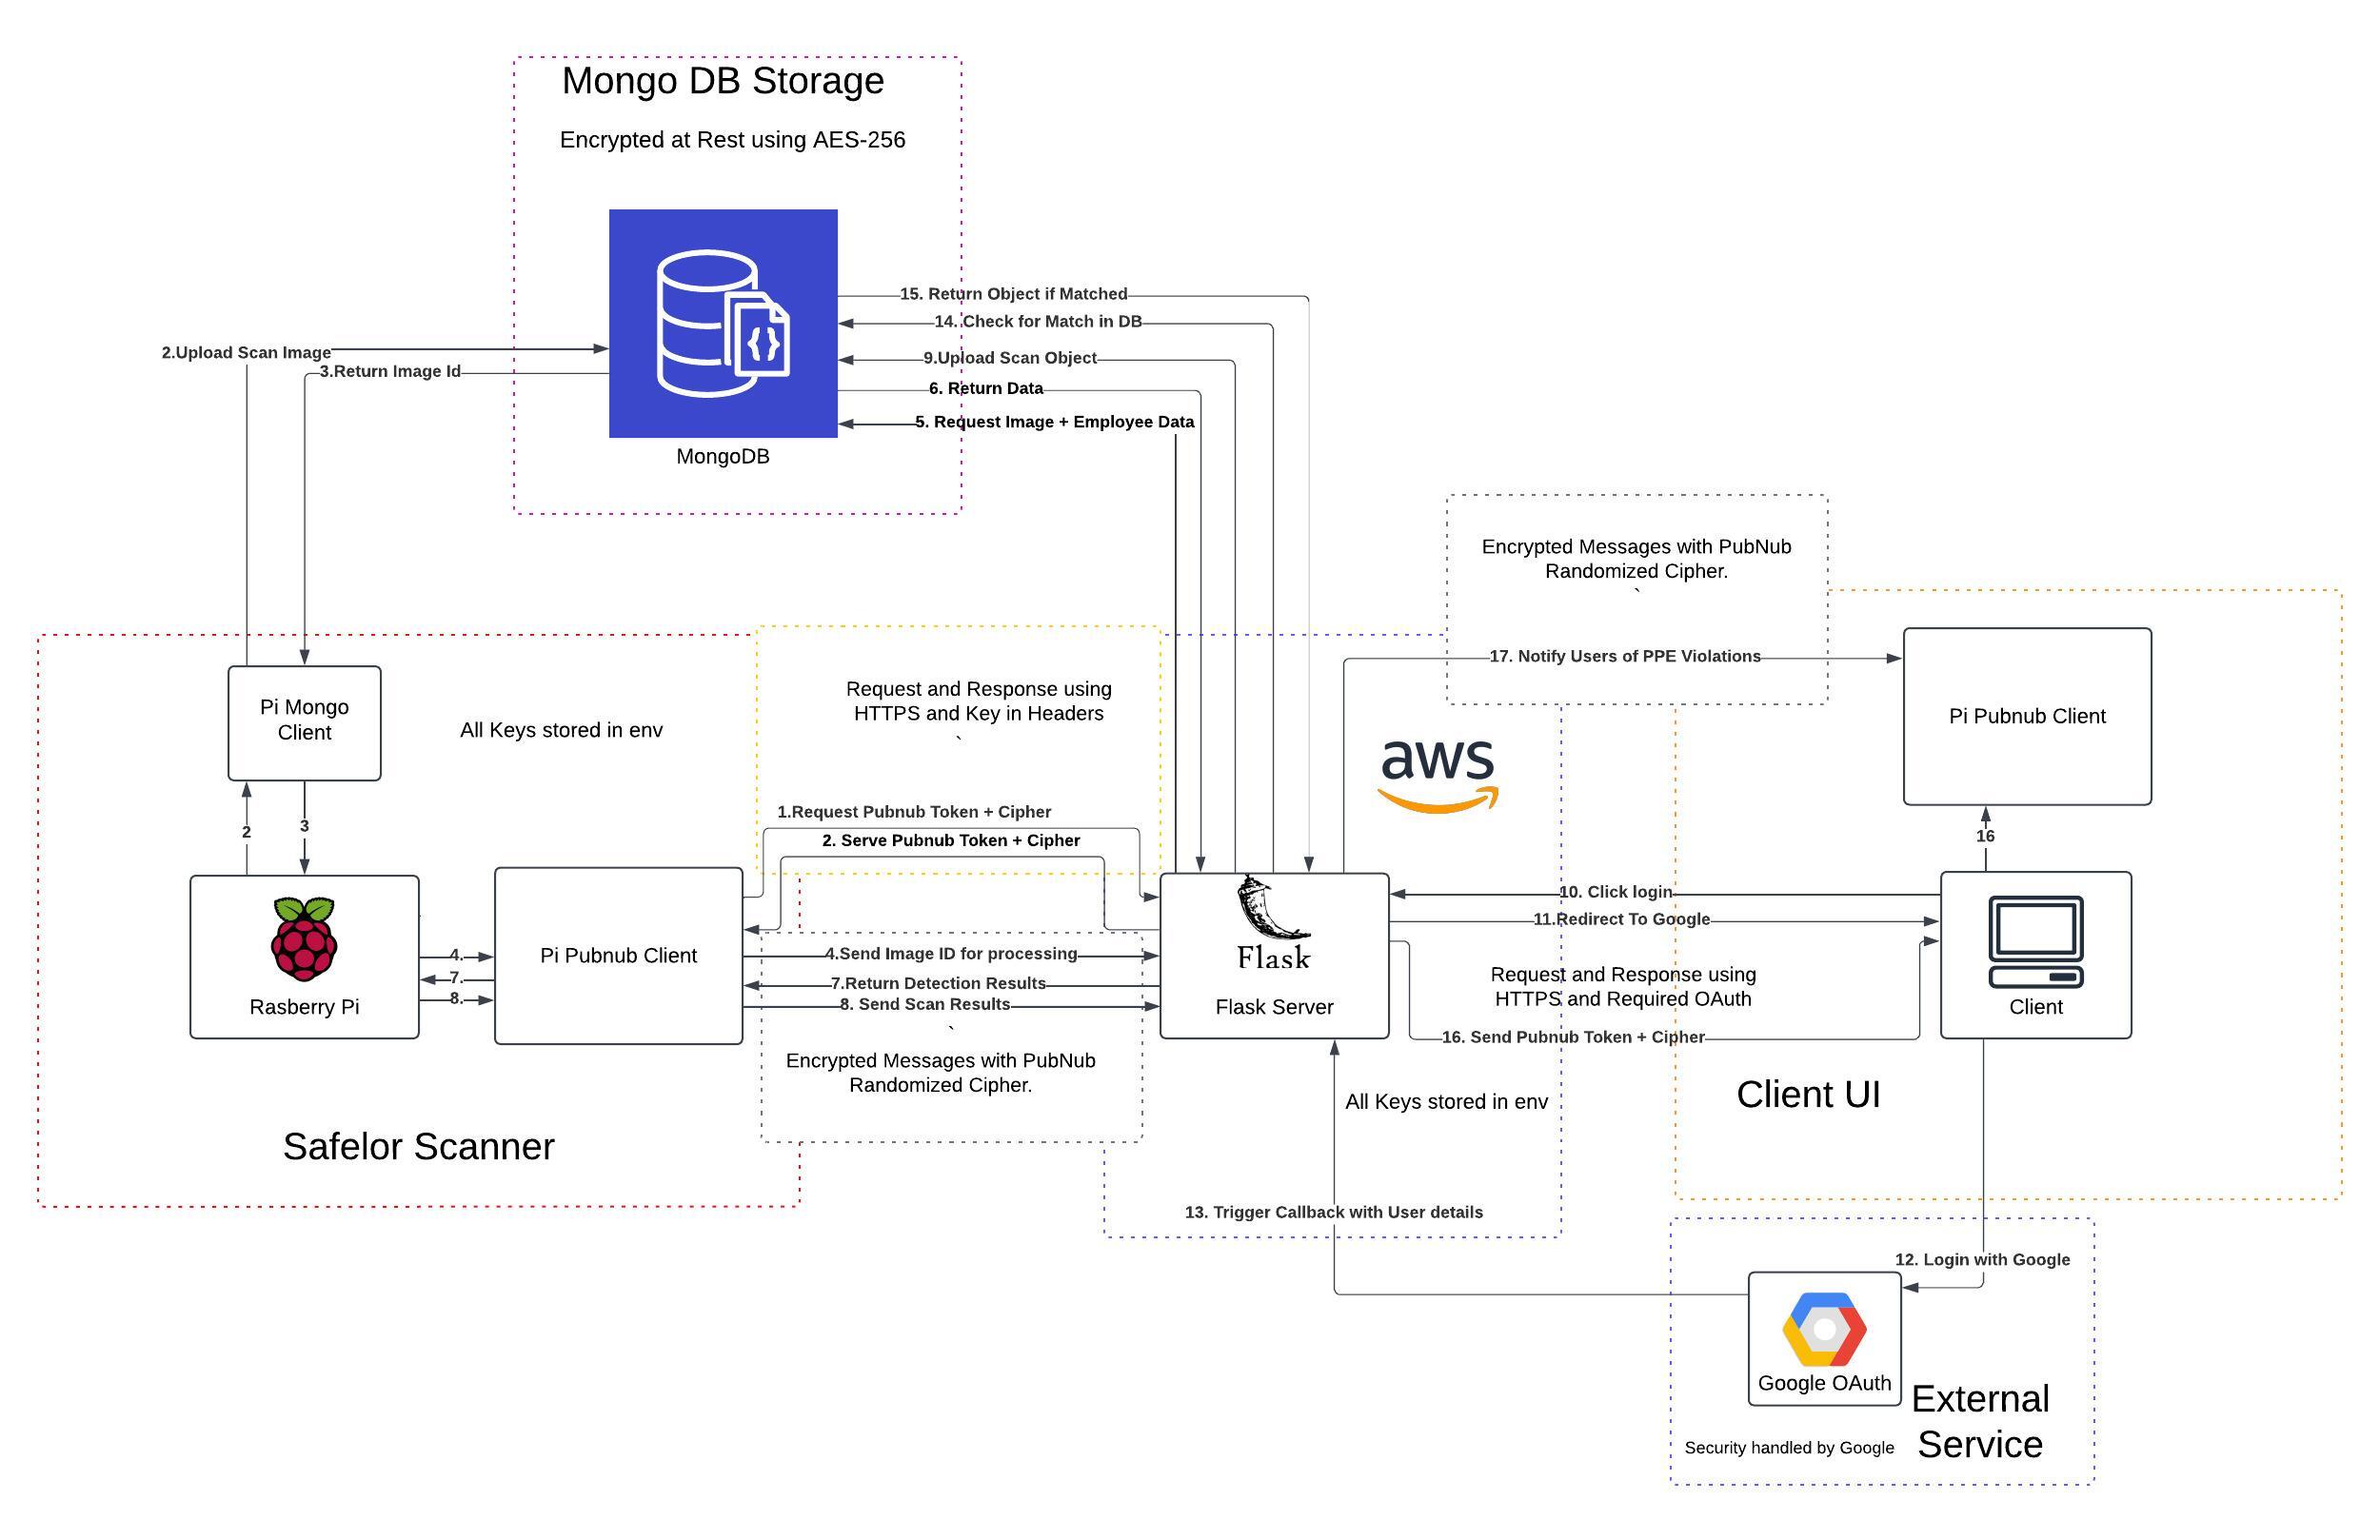 Mongo DB Storage
Encrypted at Rest using AES-256
{ }
MongoDB
15. Return Object if Matched
14. Check for Match in DB
9.Upload Scan Object
6. Return Data
5. Request Image + Employee Data
2.Upload Scan Image
3.Return Image Id
Encrypted Messages with PubNub
Randomized Cipher.
`
17. Notify Users of PPE Violations
Pi Pubnub Client
Pi Mongo
Client
All Keys stored in env
Request and Response using
HTTPS and Key in Headers
`
aws
1.Request Pubnub Token + Cipher
2. Serve Pubnub Token + Cipher
2
3
16
Rasberry Pi
4.
7.
8.
Pi Pubnub Client
4.Send Image ID for processing
7.Return Detection Results
8. Send Scan Results
`
Encrypted Messages with PubNub
Randomized Cipher.
Flask
Flask Server
10. Click login
11.Redirect To Google
Request and Response using
HTTPS and Required OAuth
16. Send Pubnub Token + Cipher
Client
Client UI
All Keys stored in env
Safelor Scanner
13. Trigger Callback with User details
12. Login with Google
Google OAuth
External
Service
Security handled by Google